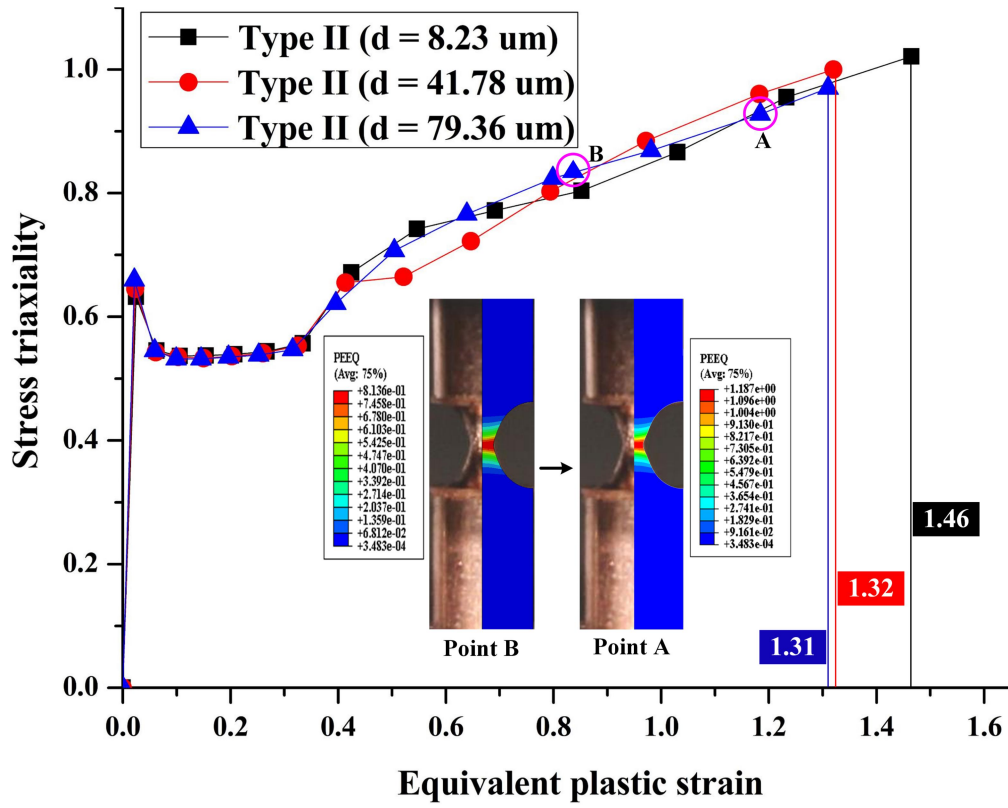 Type II (d = 8.23 um)
Type II (d = 41.78 um)
Type II (d = 79.36 um)
Stress triaxiality
1.0
0.8
0.6
0.4
0.2
0.0
B
A
PEEQ
(Avg: 75%)
+8.136e-01
+7.458e-01
+6.780e-01
+6.103e-01
+5.425e-01
+4.747e-01
+4.070e-01
+3.392e-01
+2.714e-01
+2.037e-01
+1.359e-01
+6.812e-02
+3.483e-04
PEEQ
(Avg: 75%)
+1.187e+00
+1.096e+00
+1.004e+00
+9.130e-01
+8.217e-01
+7.305e-01
+6.392e-01
+5.479e-01
+4.567e-01
+3.654e-01
+2.741e-01
+1.829e-01
+9.161e-02
+3.483e-04
Point B
Point A
1.46
1.32
1.31
0.0 0.2 0.4 0.6 0.8 1.0 1.2 1.4 1.6
Equivalent plastic strain